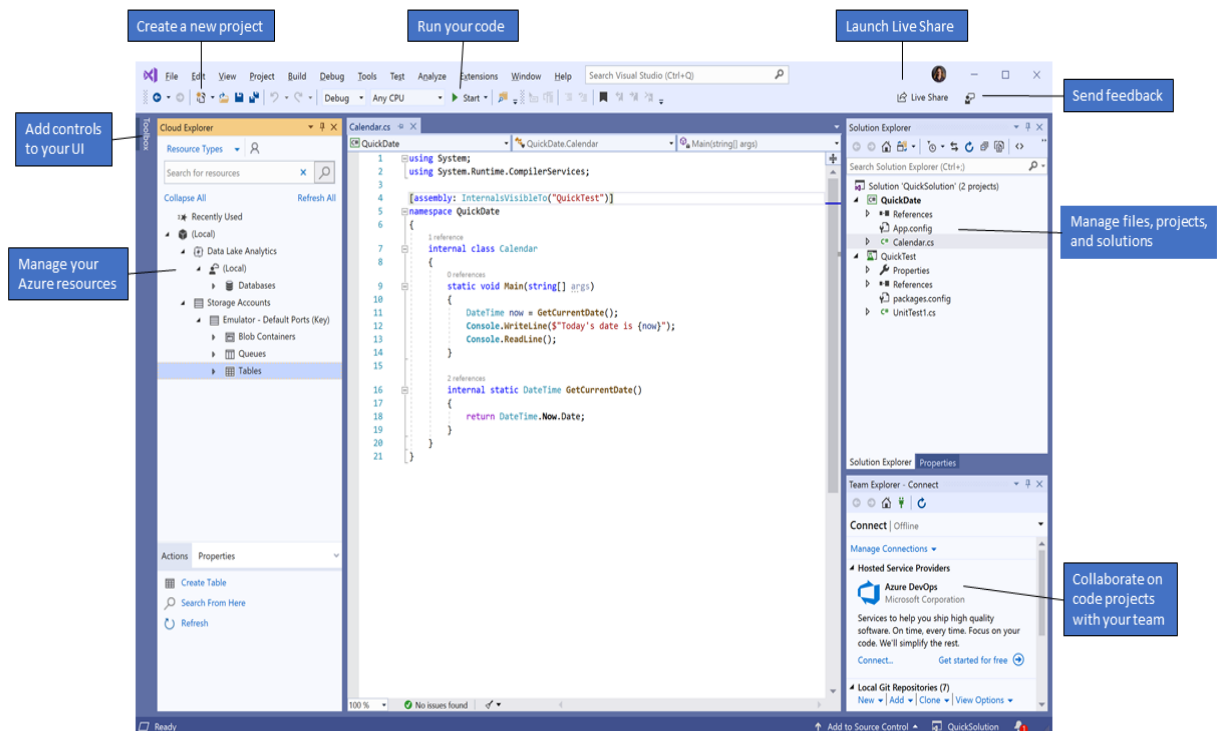 Create a new project
Run your code
Launch Live Share
File Edit View Project Build Debug Tools Test Analyze Extensions Window Help Search Visual Studio (Ctrl+Q)
Debug Any CPU Start Live Share
Send feedback
Add controls
to your UI
Toolbox
Cloud Explorer
Resource Types
Search for resources
Collapse All Refresh All
Recently Used
(Local)
Data Lake Analytics
(Local)
Databases
Storage Accounts
Emulator - Default Ports (Key)
Blob Containers
Queues
Tables
Manage your
Azure resources
Actions Properties
Create Table
Search From Here
Refresh
Calendar.cs
QuickDate QuickDate.Calendar Main(string[] args)
1 using System;
2 using System.Runtime.CompilerServices;
3
4 [assembly: InternalsVisibleTo("QuickTest")]
5 namespace QuickDate
6 {
1 reference
7 internal class Calendar
8 {
0 references
9 static void Main(string[] args)
10 {
11 DateTime now = GetCurrentDate();
12 Console.WriteLine($"Today's date is {now}");
13 Console.ReadLine();
14 }
15
2 references
16 internal static DateTime GetCurrentDate()
17 {
18 return DateTime.Now.Date;
19 }
20 }
21 }
100 % No issues found
Solution Explorer
Search Solution Explorer (Ctrl+;)
Solution 'QuickSolution' (2 projects)
QuickDate
References
App.config
Calendar.cs
QuickTest
Properties
References
packages.config
UnitTest1.cs
Manage files, projects,
and solutions
Solution Explorer Properties
Team Explorer - Connect
Connect | Offline
Manage Connections
Hosted Service Providers
Azure DevOps
Microsoft Corporation
Services to help you ship high quality
software. On time, every time. Focus on your
code. We'll simplify the rest.
Connect... Get started for free
Local Git Repositories (7)
New Add Clone View Options
Collaborate on
code projects
with your team
Ready Add to Source Control QuickSolution 1